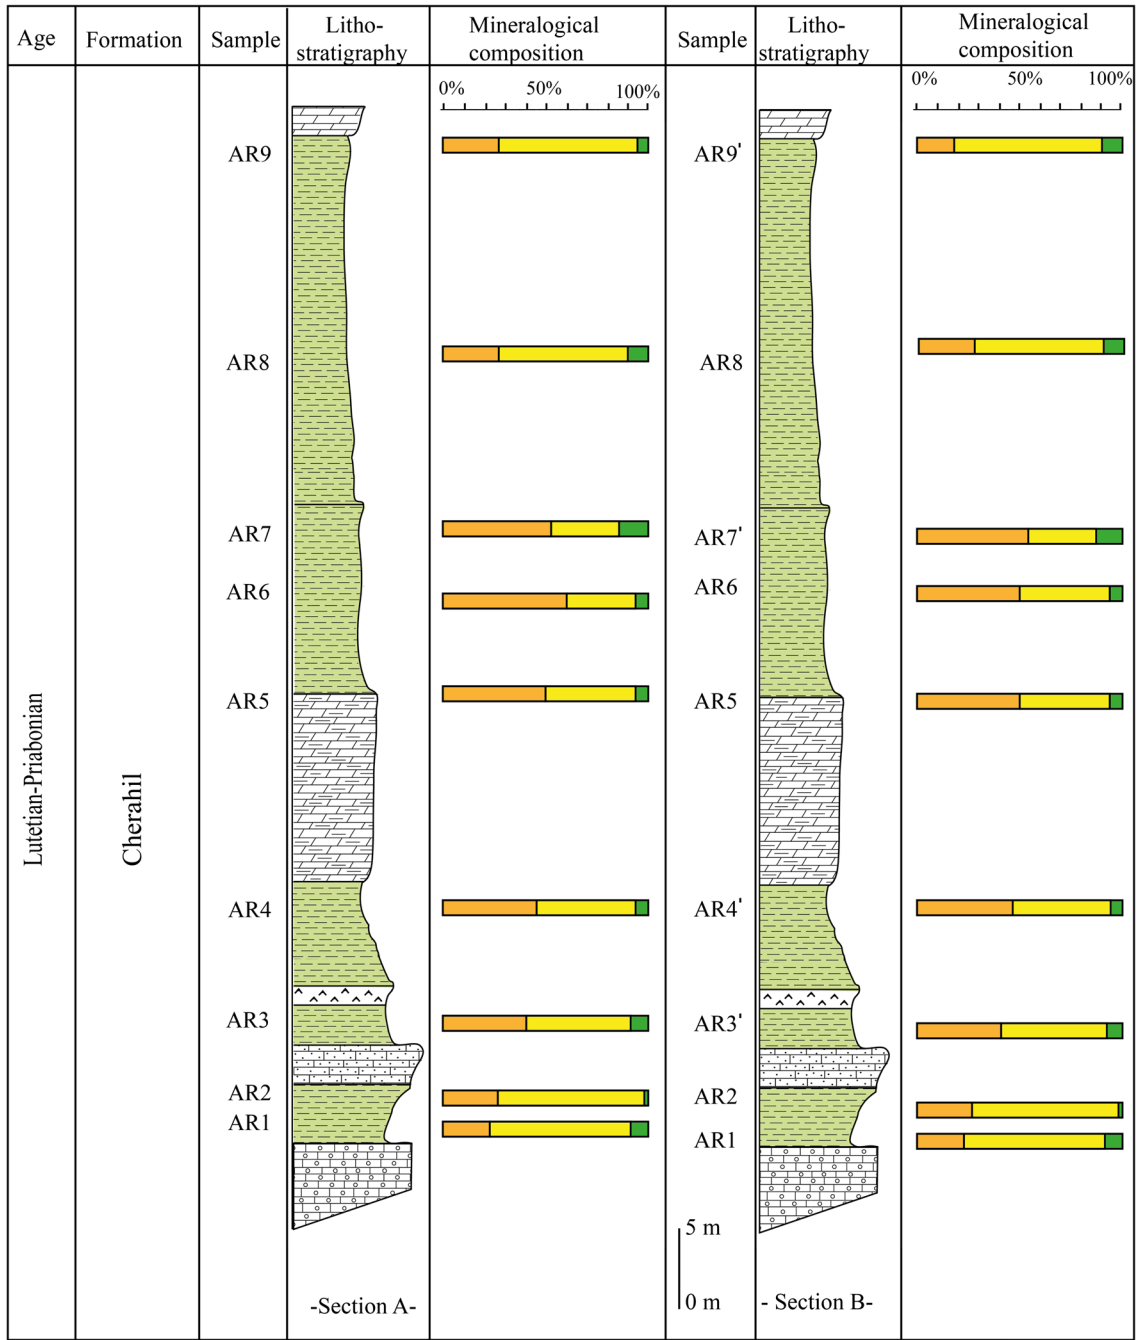 Age
Formation
Sample
Litho-
stratigraphy
Mineralogical
composition
Sample
Litho-
stratigraphy
Mineralogical
composition
0% 50% 100%
0% 50% 100%
AR9
AR9'
AR8
AR8
AR7
AR7'
AR6
AR6
AR5
AR5
Lutetian-Priabonian
Cherahil
AR4
AR4'
AR3
AR3'
AR2
AR2
AR1
AR1
5 m
0 m
-Section A-
- Section B-